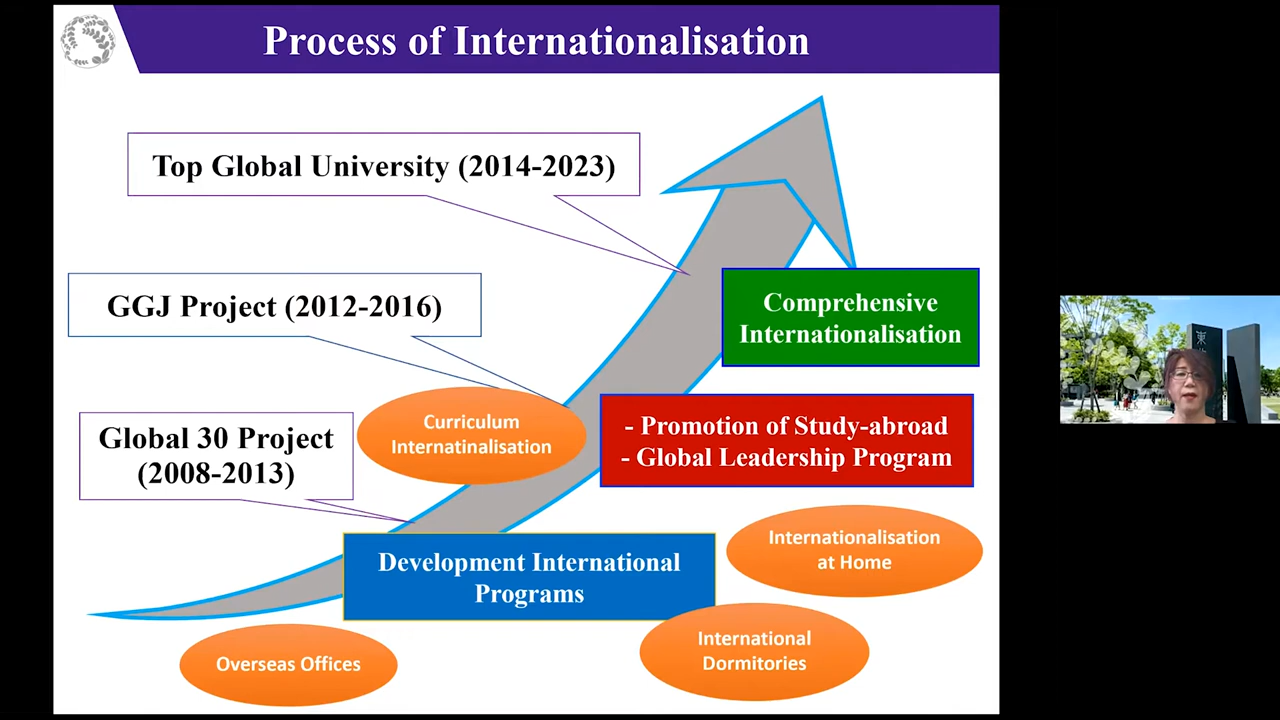 Process of Internationalisation
Top Global University (2014-2023)
GGJ Project (2012-2016)
Comprehensive
Internationalisation
Global 30 Project
(2008-2013)
Curriculum
Internatinalisation
- Promotion of Study-abroad
- Global Leadership Program
Development International
Programs
Internationalisation
at Home
Overseas Offices
International
Dormitories
東